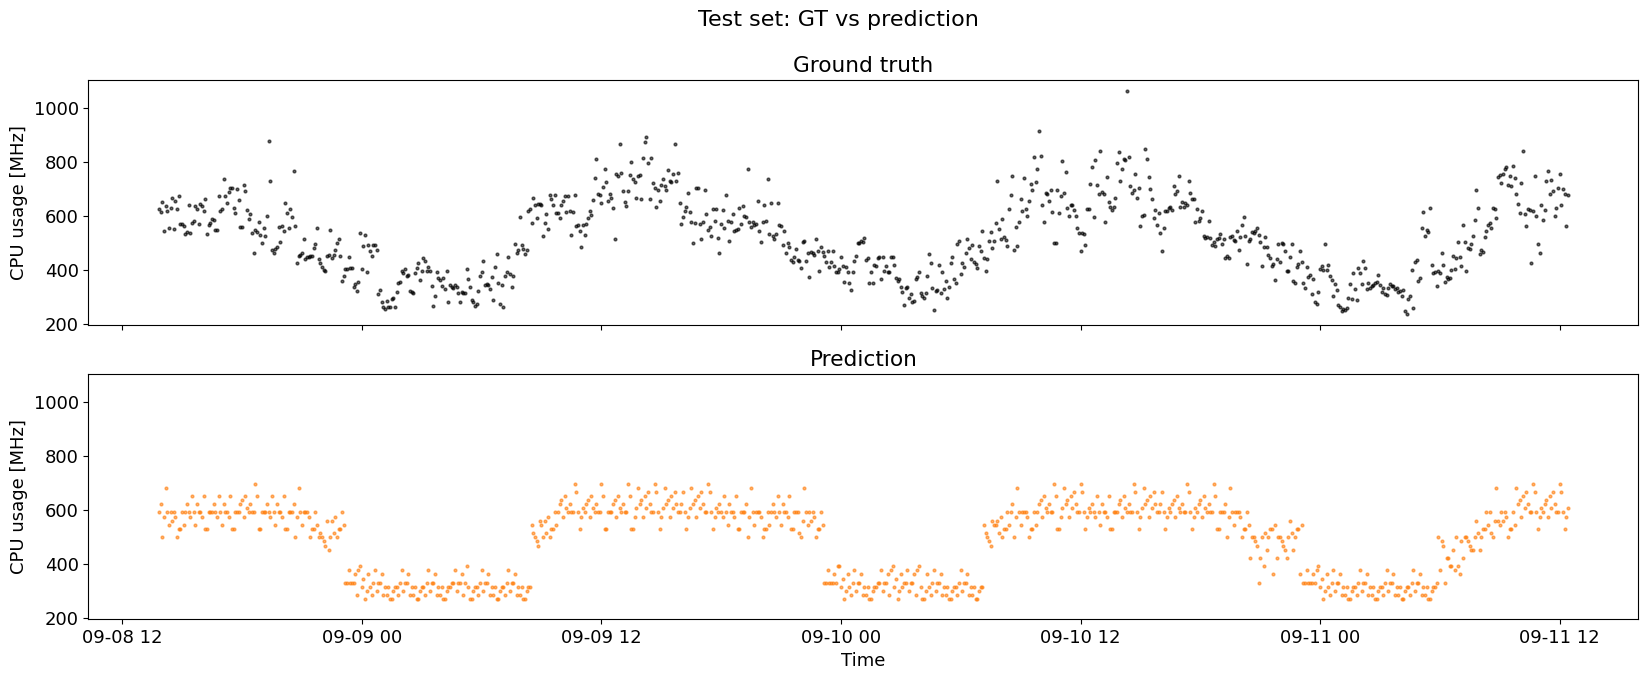 Test set: GT vs prediction
Ground truth
CPU usage [MHz]
1000
800
600
400
200
Prediction
CPU usage [MHz]
1000
800
600
400
200
09-08 12 09-09 00 09-09 12 09-10 00 09-10 12 09-11 00 09-11 12
Time